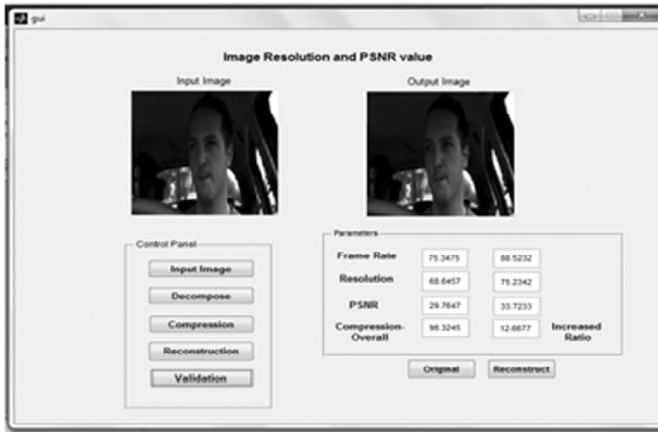 gui
Image Resolution and PSNR value
Input Image
Output Image
Control Panel
Input Image
Decompose
Compression
Reconstruction
Validation
Parameters
Frame Rate 75.3475 88.5232
Resolution 68.6457 75.2342
PSNR 29.7647 33.7233
Compression- 98.3245 12.6677 Increased
Overall Ratio
Original Reconstruct